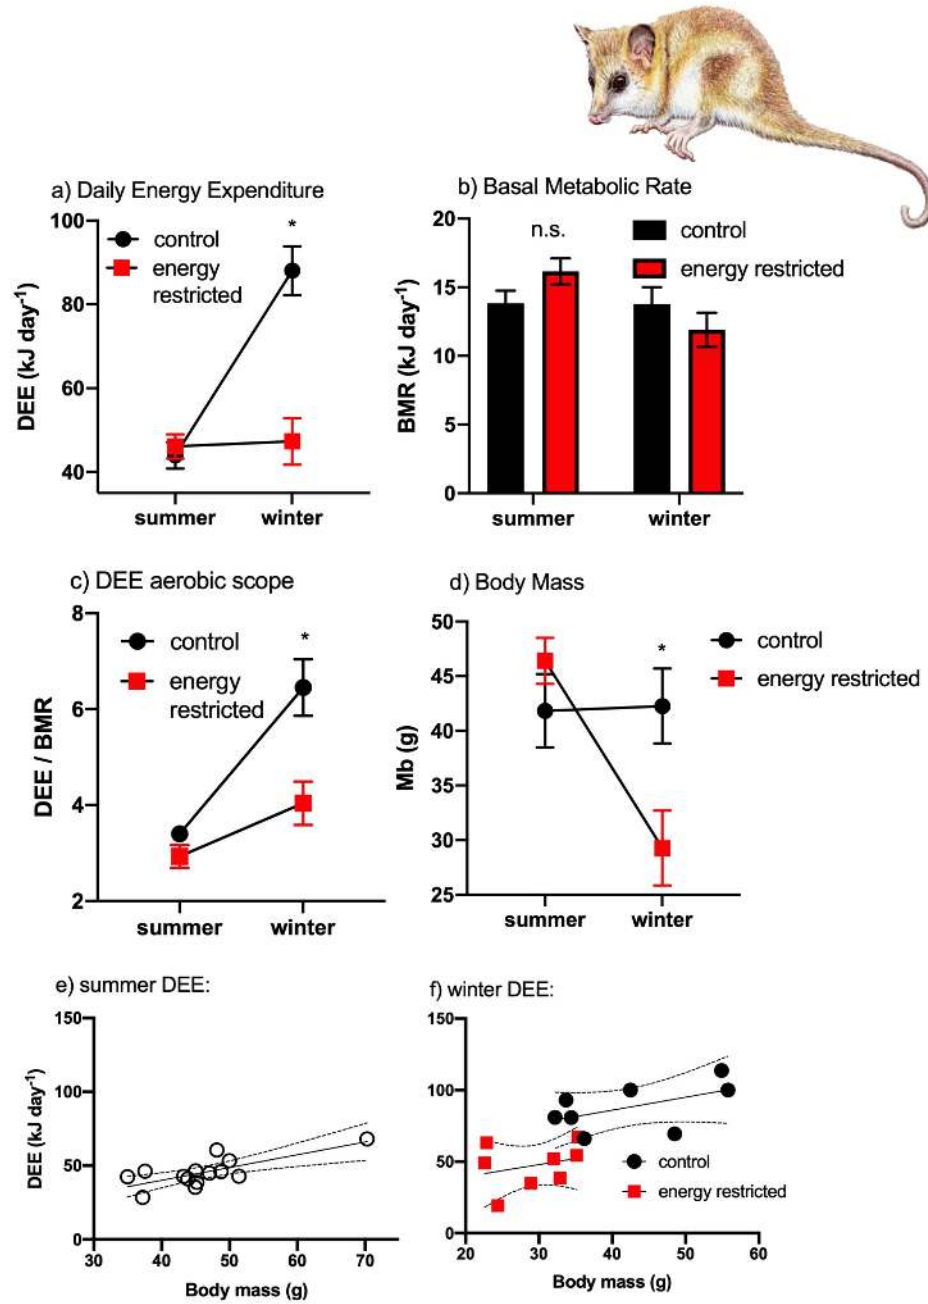 a) Daily Energy Expenditure
100
80
60
40
DEE (kJ day⁻¹)
control
energy
restricted
*
summer
winter
b) Basal Metabolic Rate
20
15
10
5
0
BMR (kJ day⁻¹)
n.s.
control
energy restricted
summer
winter
c) DEE aerobic scope
8
6
4
2
DEE / BMR
control
energy
restricted
*
summer
winter
d) Body Mass
50
45
40
35
30
25
Mb (g)
*
control
energy restricted
summer
winter
e) summer DEE:
150
100
50
0
DEE (kJ day⁻¹)
30 40 50 60 70
Body mass (g)
f) winter DEE:
150
100
50
0
control
energy restricted
20 30 40 50 60
Body mass (g)